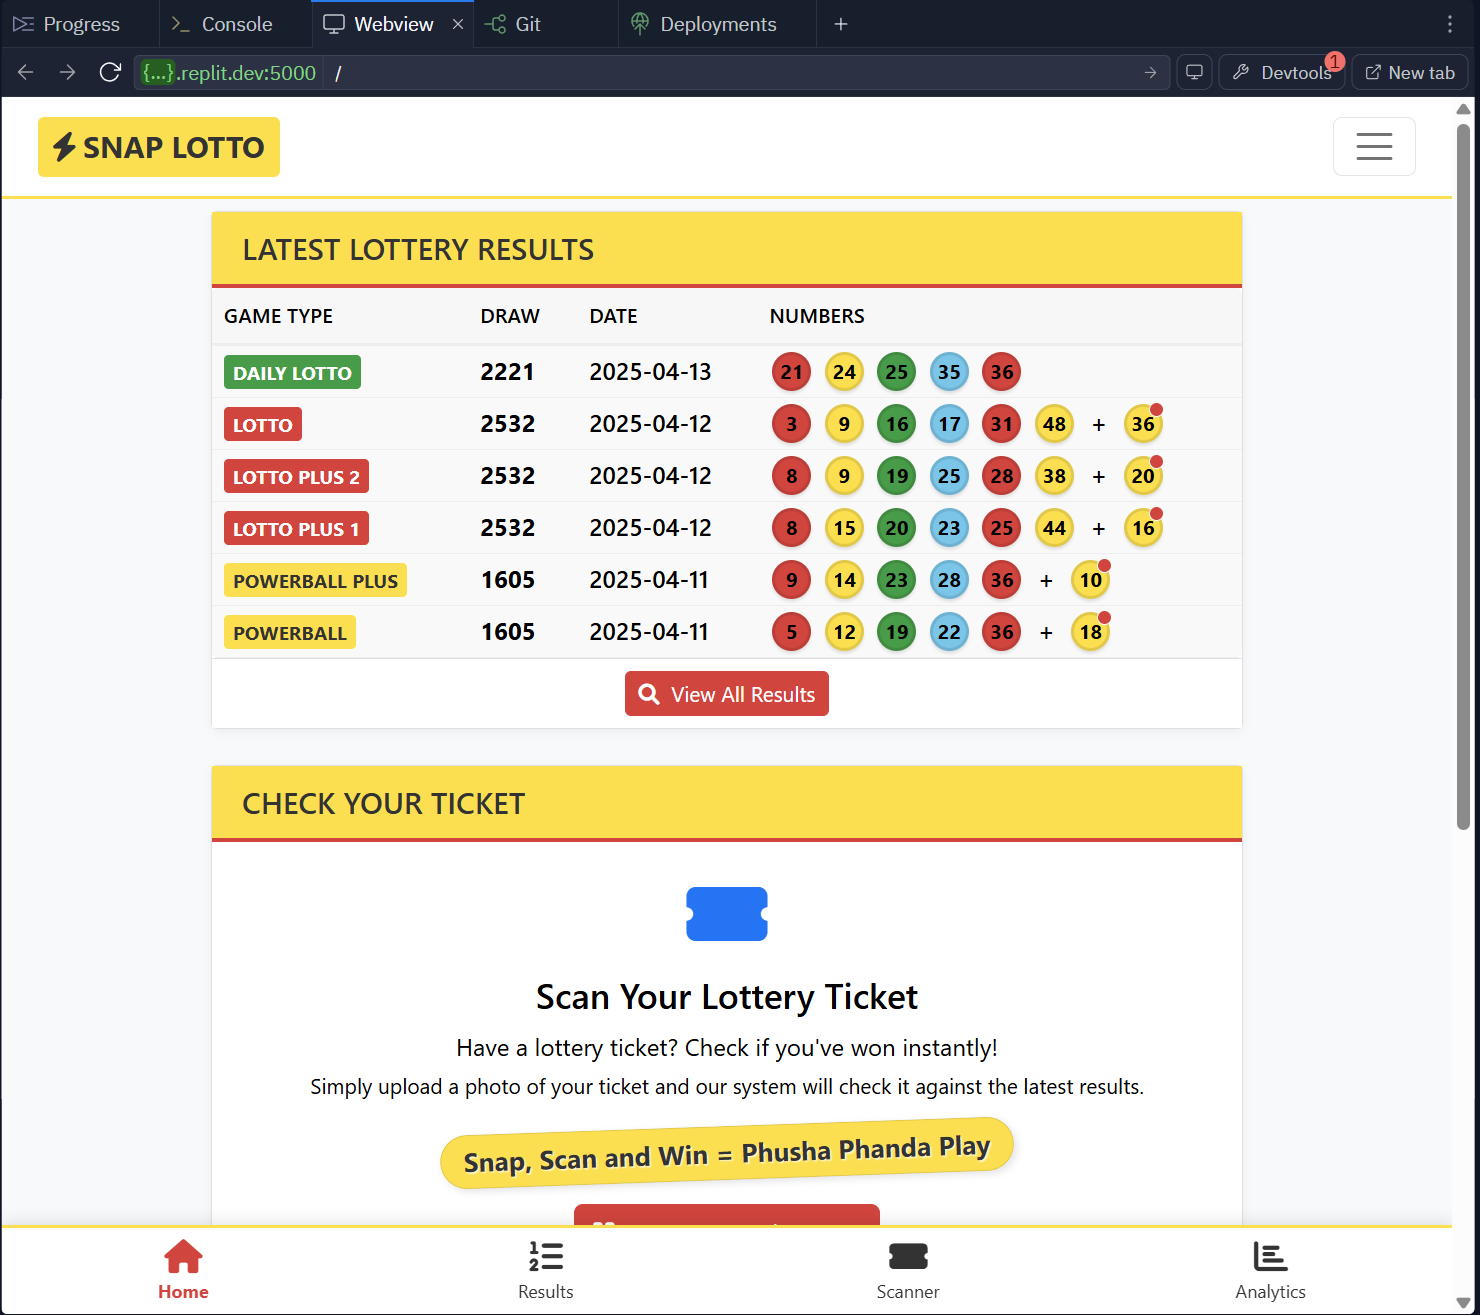 Progress
Console
Webview
Git
Deployments
{...}.replit.dev:5000 /
Devtools 1
New tab
SNAP LOTTO
LATEST LOTTERY RESULTS
GAME TYPE DRAW DATE NUMBERS
DAILY LOTTO 2221 2025-04-13 21 24 25 35 36
LOTTO 2532 2025-04-12 3 9 16 17 31 48 + 36
LOTTO PLUS 2 2532 2025-04-12 8 9 19 25 28 38 + 20
LOTTO PLUS 1 2532 2025-04-12 8 15 20 23 25 44 + 16
POWERBALL PLUS 1605 2025-04-11 9 14 23 28 36 + 10
POWERBALL 1605 2025-04-11 5 12 19 22 36 + 18
View All Results
CHECK YOUR TICKET
Scan Your Lottery Ticket
Have a lottery ticket? Check if you've won instantly!
Simply upload a photo of your ticket and our system will check it against the latest results.
Snap, Scan and Win = Phusha Phanda Play
Home
Results
Scanner
Analytics